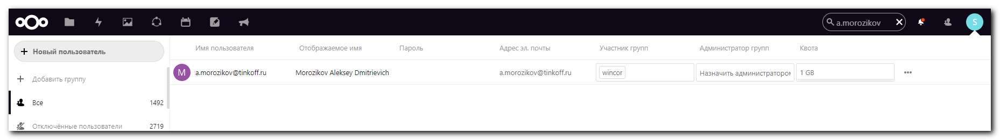 a.morozikov
S
Новый пользователь
Имя пользователя Отображаемое имя Пароль Адрес эл. почты Участник групп Администратор групп Квота
M a.morozikov@tinkoff.ru Morozikov Aleksey Dmitrievich a.morozikov@tinkoff.ru wincor Назначить администратором 1 GB
Добавить группу
Все 1492
Отключённые пользователи 2719